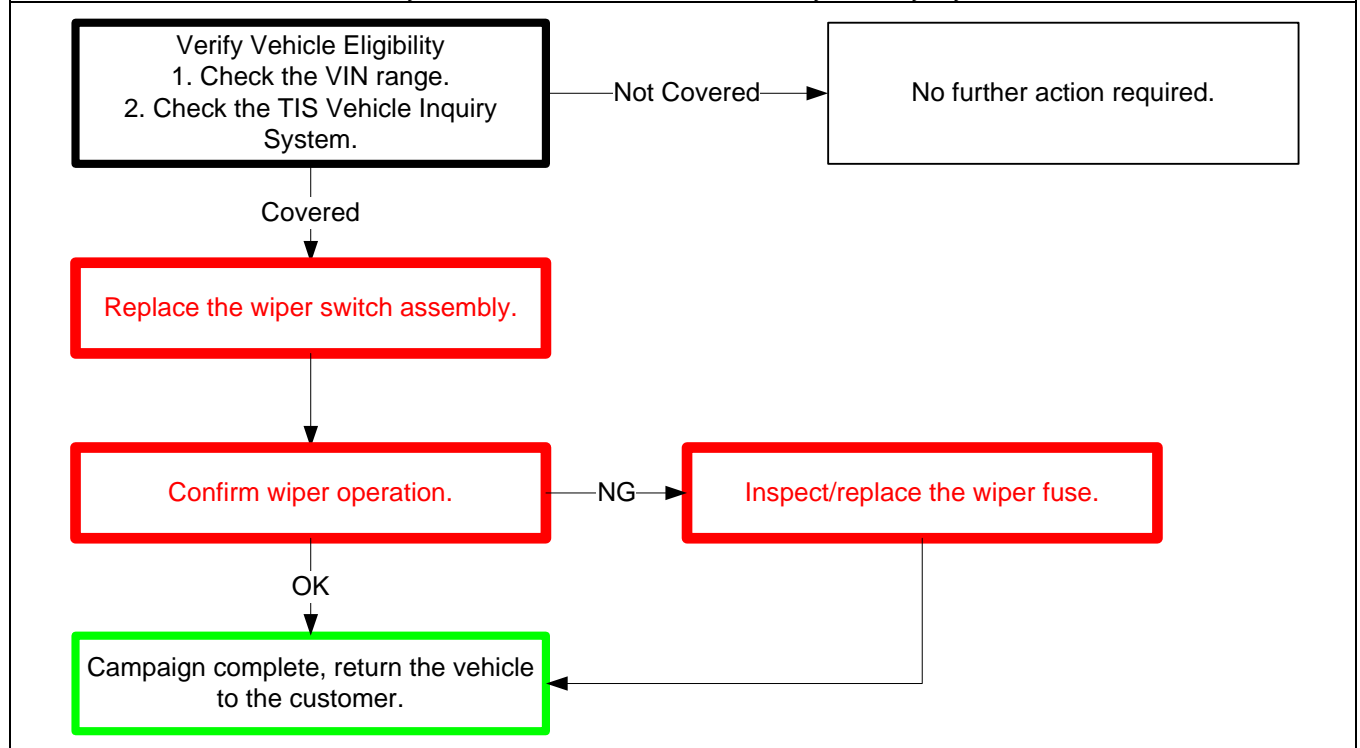 Verify Vehicle Eligibility
1. Check the VIN range.
2. Check the TIS Vehicle Inquiry
System.
Not Covered
No further action required.
Covered
Replace the wiper switch assembly.
Confirm wiper operation.
NG
Inspect/replace the wiper fuse.
OK
Campaign complete, return the vehicle
to the customer.